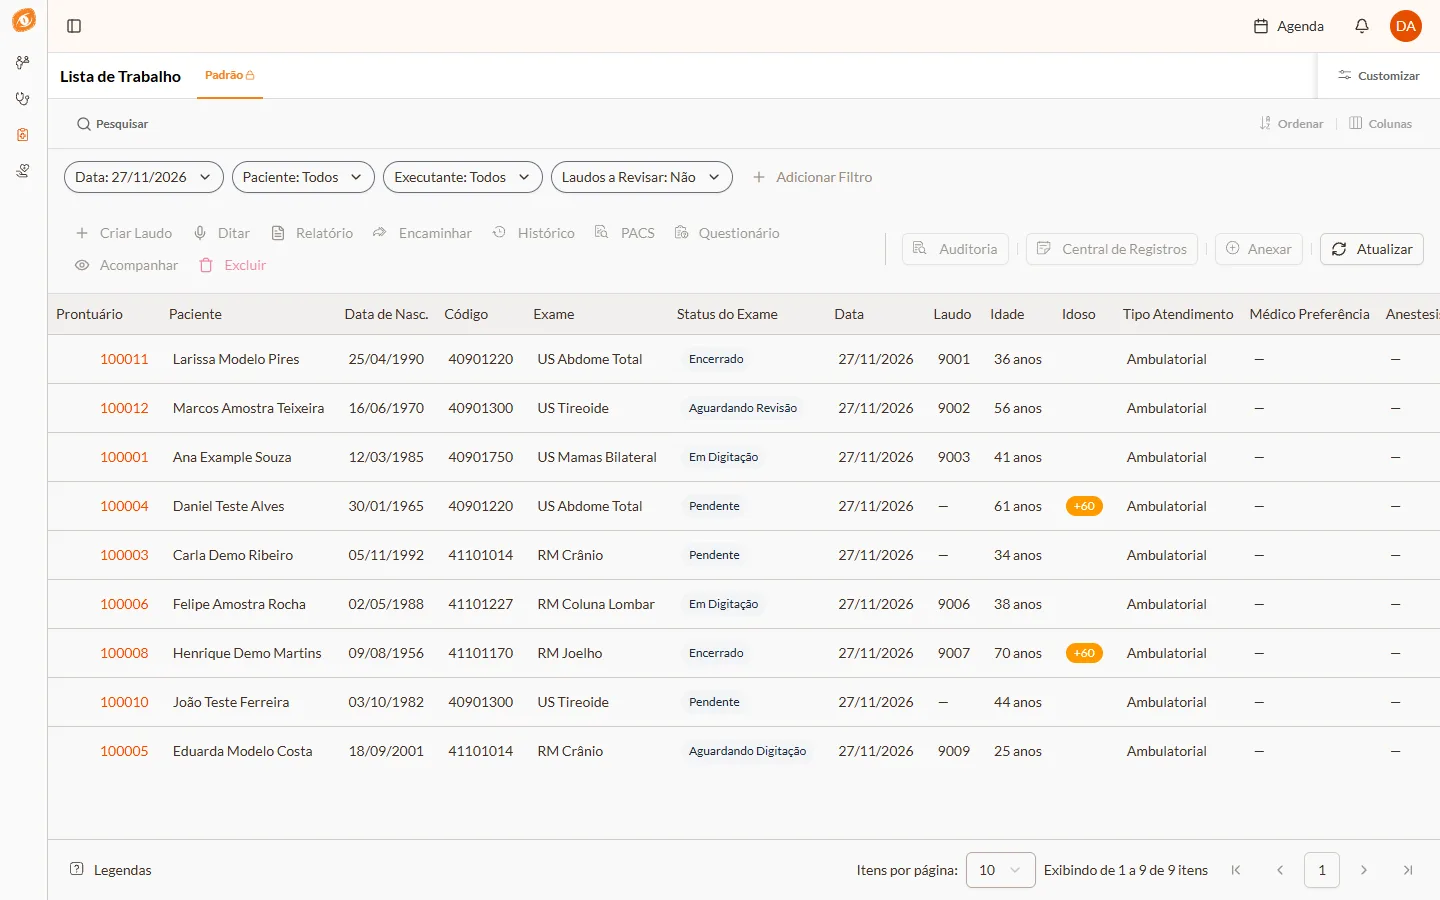 Agenda
DA
Lista de Trabalho
Padrão
Customizar
Pesquisar
Ordenar
Colunas
Data: 27/11/2026
Paciente: Todos
Executante: Todos
Laudos a Revisar: Não
Adicionar Filtro
Criar Laudo
Ditar
Relatório
Encaminhar
Histórico
PACS
Questionário
Acompanhar
Excluir
Auditoria
Central de Registros
Anexar
Atualizar
Prontuário Paciente Data de Nasc. Código Exame Status do Exame Data Laudo Idade Idoso Tipo Atendimento Médico Preferência Anestesi
100011 Larissa Modelo Pires 25/04/1990 40901220 US Abdome Total Encerrado 27/11/2026 9001 36 anos Ambulatorial — —
100012 Marcos Amostra Teixeira 16/06/1970 40901300 US Tireoide Aguardando Revisão 27/11/2026 9002 56 anos Ambulatorial — —
100001 Ana Example Souza 12/03/1985 40901750 US Mamas Bilateral Em Digitação 27/11/2026 9003 41 anos Ambulatorial — —
100004 Daniel Teste Alves 30/01/1965 40901220 US Abdome Total Pendente 27/11/2026 — 61 anos +60 Ambulatorial — —
100003 Carla Demo Ribeiro 05/11/1992 41101014 RM Crânio Pendente 27/11/2026 — 34 anos Ambulatorial — —
100006 Felipe Amostra Rocha 02/05/1988 41101227 RM Coluna Lombar Em Digitação 27/11/2026 9006 38 anos Ambulatorial — —
100008 Henrique Demo Martins 09/08/1956 41101170 RM Joelho Encerrado 27/11/2026 9007 70 anos +60 Ambulatorial — —
100010 João Teste Ferreira 03/10/1982 40901300 US Tireoide Pendente 27/11/2026 — 44 anos Ambulatorial — —
100005 Eduarda Modelo Costa 18/09/2001 41101014 RM Crânio Aguardando Digitação 27/11/2026 9009 25 anos Ambulatorial — —
Legendas
Itens por página: 10 Exibindo de 1 a 9 de 9 itens 1